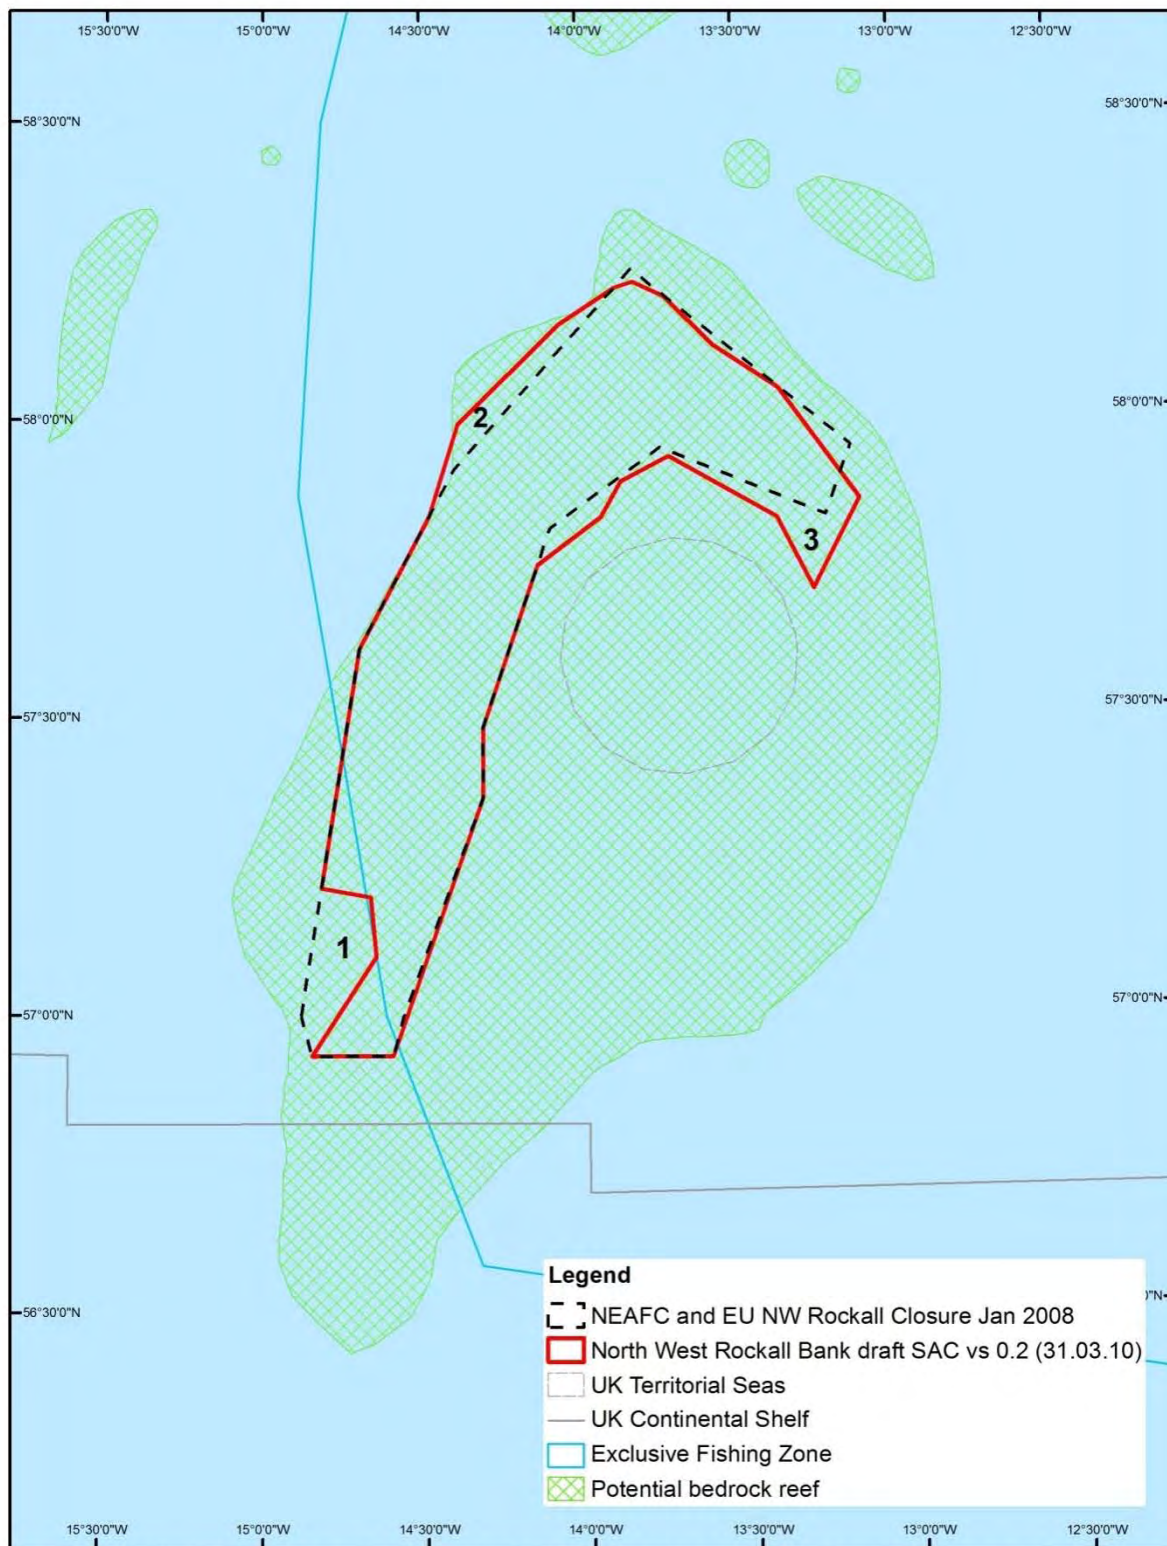 15°30'0"W 15°0'0"W 14°30'0"W 14°0'0"W 13°30'0"W 13°0'0"W 12°30'0"W
58°30'0"N 58°30'0"N
2
58°0'0"N 58°0'0"N
3
57°30'0"N 57°30'0"N
1
57°0'0"N 57°0'0"N
56°30'0"N 0"N
Legend
NEAFC and EU NW Rockall Closure Jan 2008
North West Rockall Bank draft SAC vs 0.2 (31.03.10)
UK Territorial Seas
UK Continental Shelf
Exclusive Fishing Zone
Potential bedrock reef
15°30'0"W 15°0'0"W 14°30'0"W 14°0'0"W 13°30'0"W 13°0'0"W 12°30'0"W